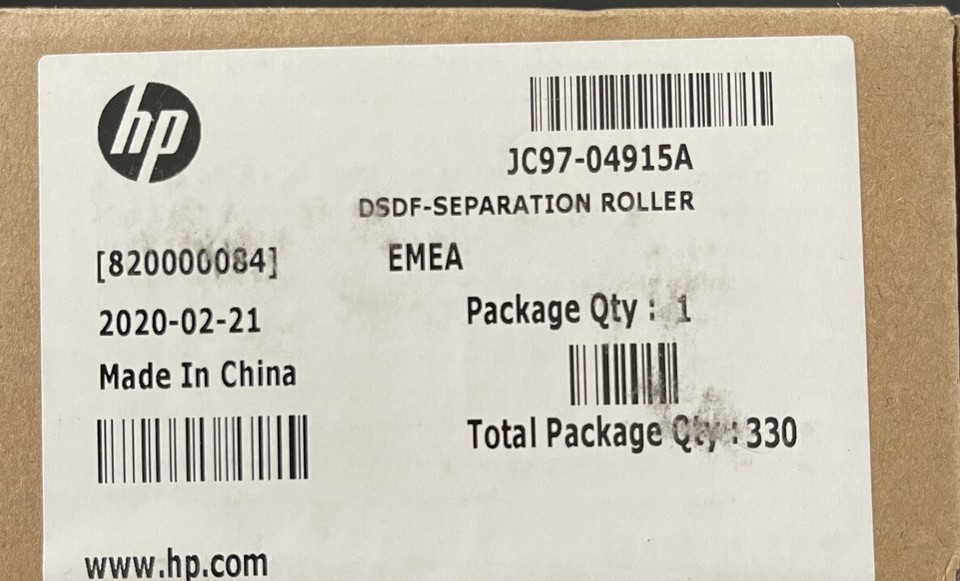 hp
JC97-04915A
DSDF-SEPARATION ROLLER
[820000084] EMEA
2020-02-21
Package Qty : 1
Made In China
Total Package Qty : 330
www.hp.com